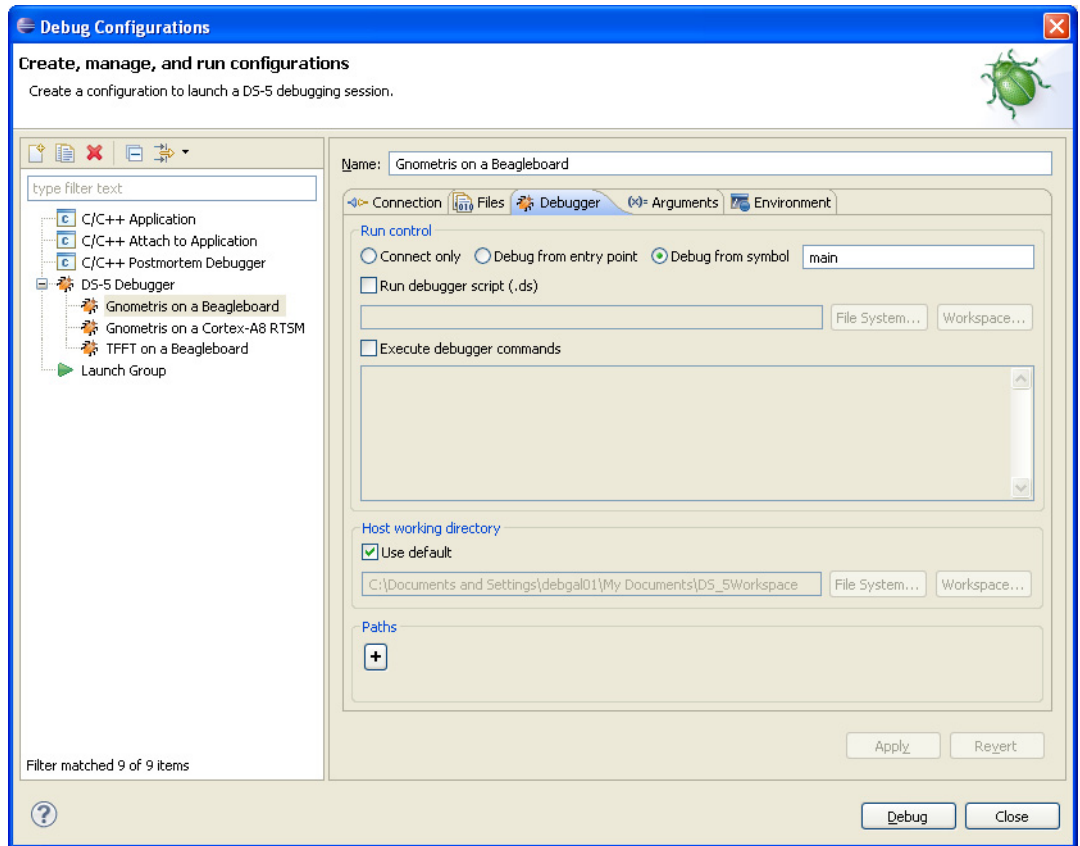 Debug Configurations
Create, manage, and run configurations
Create a configuration to launch a DS-5 debugging session.
type filter text
C/C++ Application
C/C++ Attach to Application
C/C++ Postmortem Debugger
DS-5 Debugger
Gnometris on a Beagleboard
Gnometris on a Cortex-A8 RTSM
TFFT on a Beagleboard
Launch Group
Filter matched 9 of 9 items
Name: Gnometris on a Beagleboard
Connection Files Debugger (x)= Arguments Environment
Run control
Connect only Debug from entry point Debug from symbol main
Run debugger script (.ds)
File System... Workspace...
Execute debugger commands
Host working directory
Use default
C:\Documents and Settings\debgal01\My Documents\DS_5Workspace File System... Workspace...
Paths
+
Apply Revert
? Debug Close